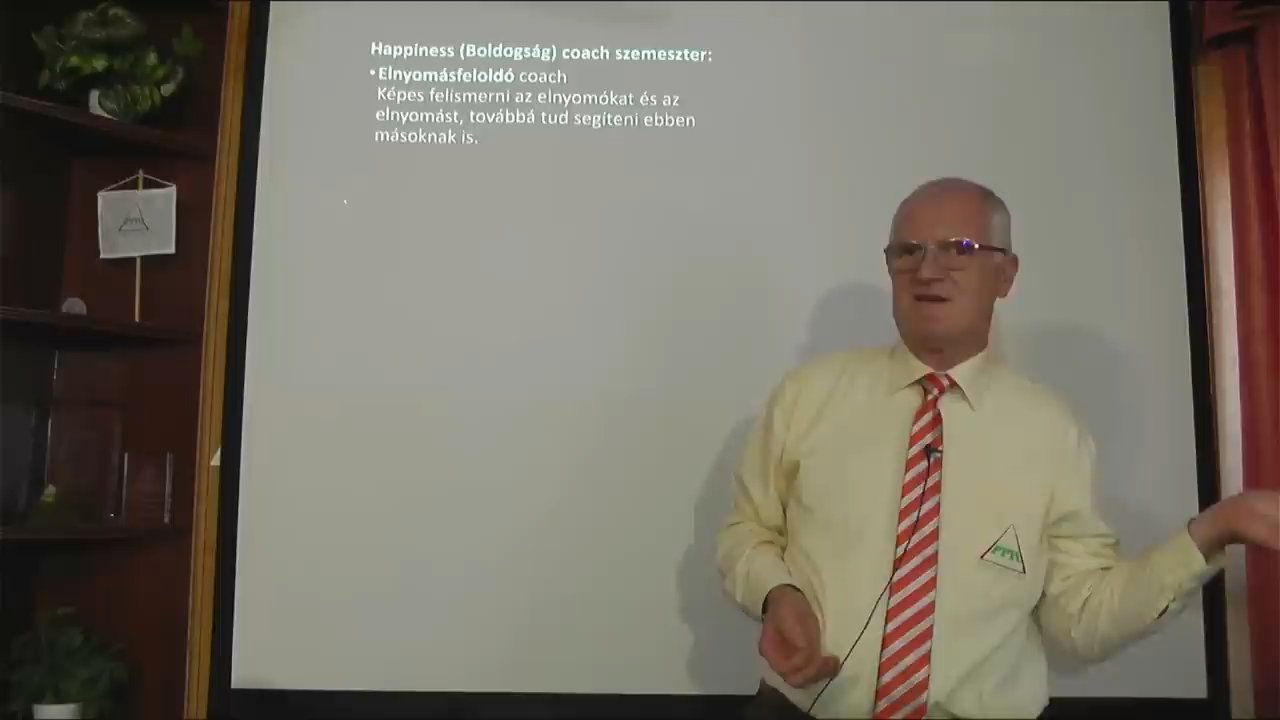 Happiness (Boldogság) coach szemeszter:
•Elnyomásfeloldó coach
Képes felismerni az elnyomókat és az
elnyomást, továbbá tud segíteni ebben
másoknak is.